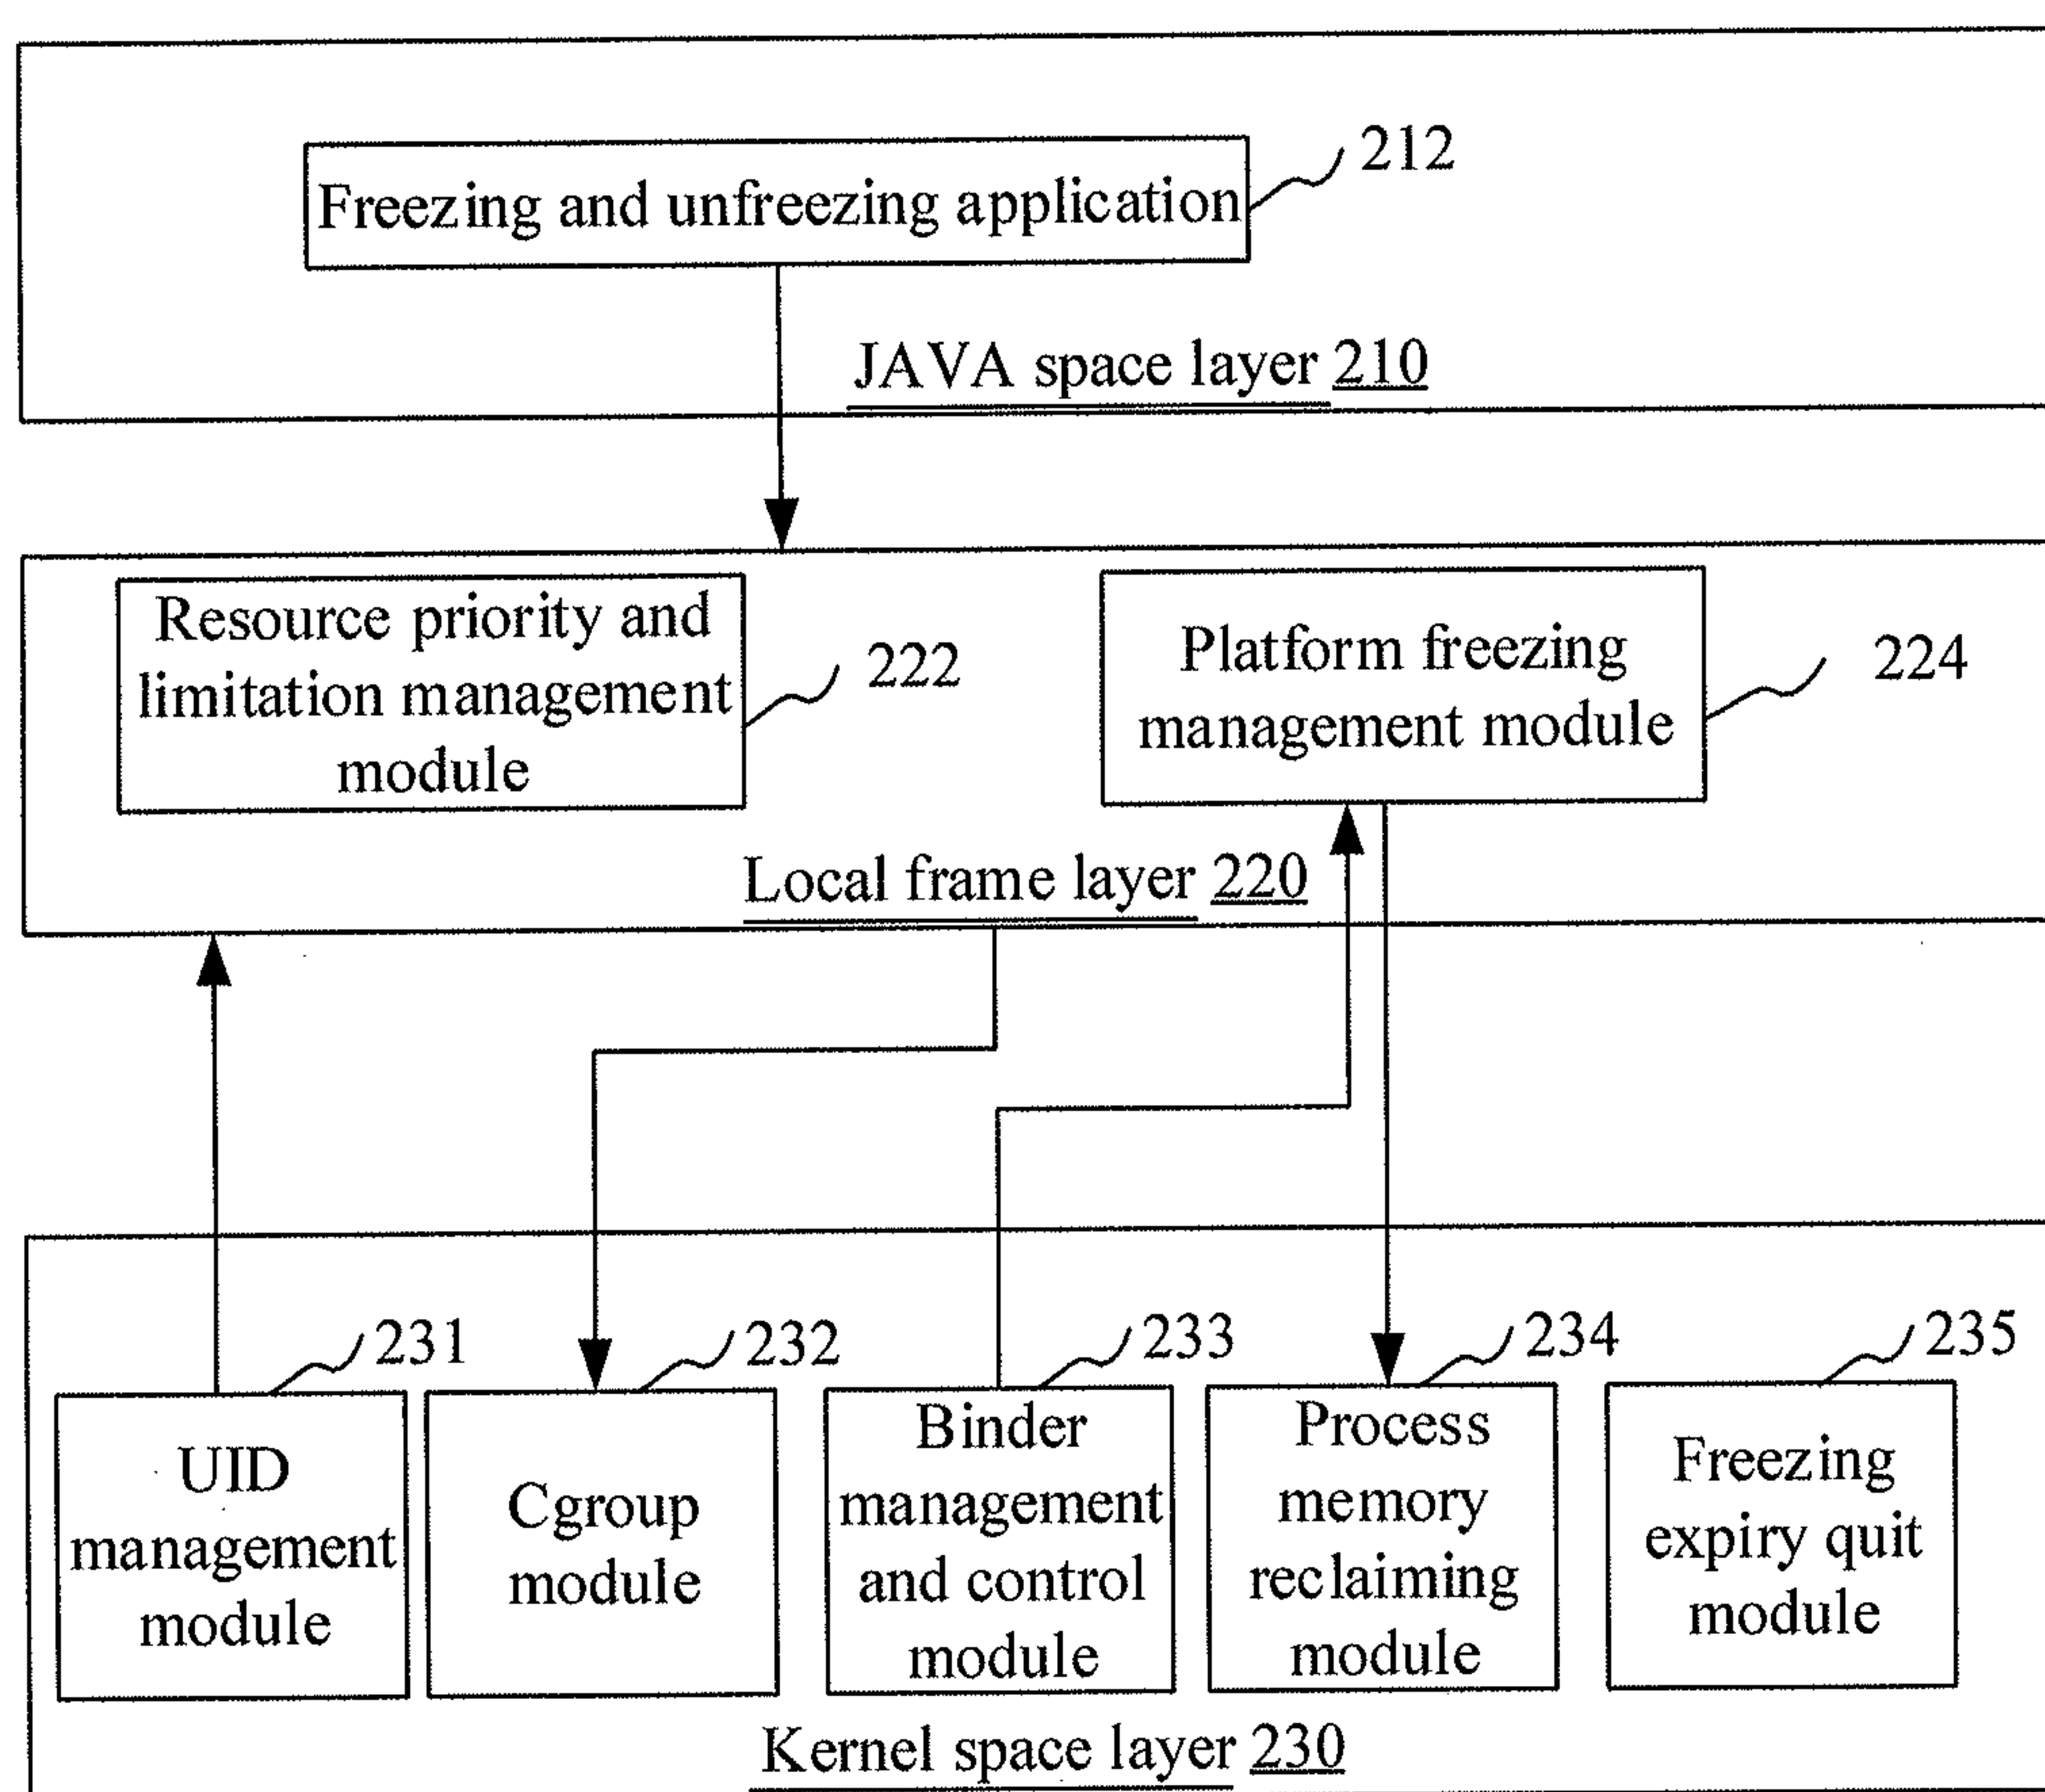 212
Freezing and unfreezing application
JAVA space layer 210
Resource priority and
limitation management
module
222
Platform freezing
management module
224
Local frame layer 220
231
232
233
234
235
UID
management
module
Cgroup
module
Binder
management
and control
module
Process
memory
reclaiming
module
Freezing
expiry quit
module
Kernel space layer 230